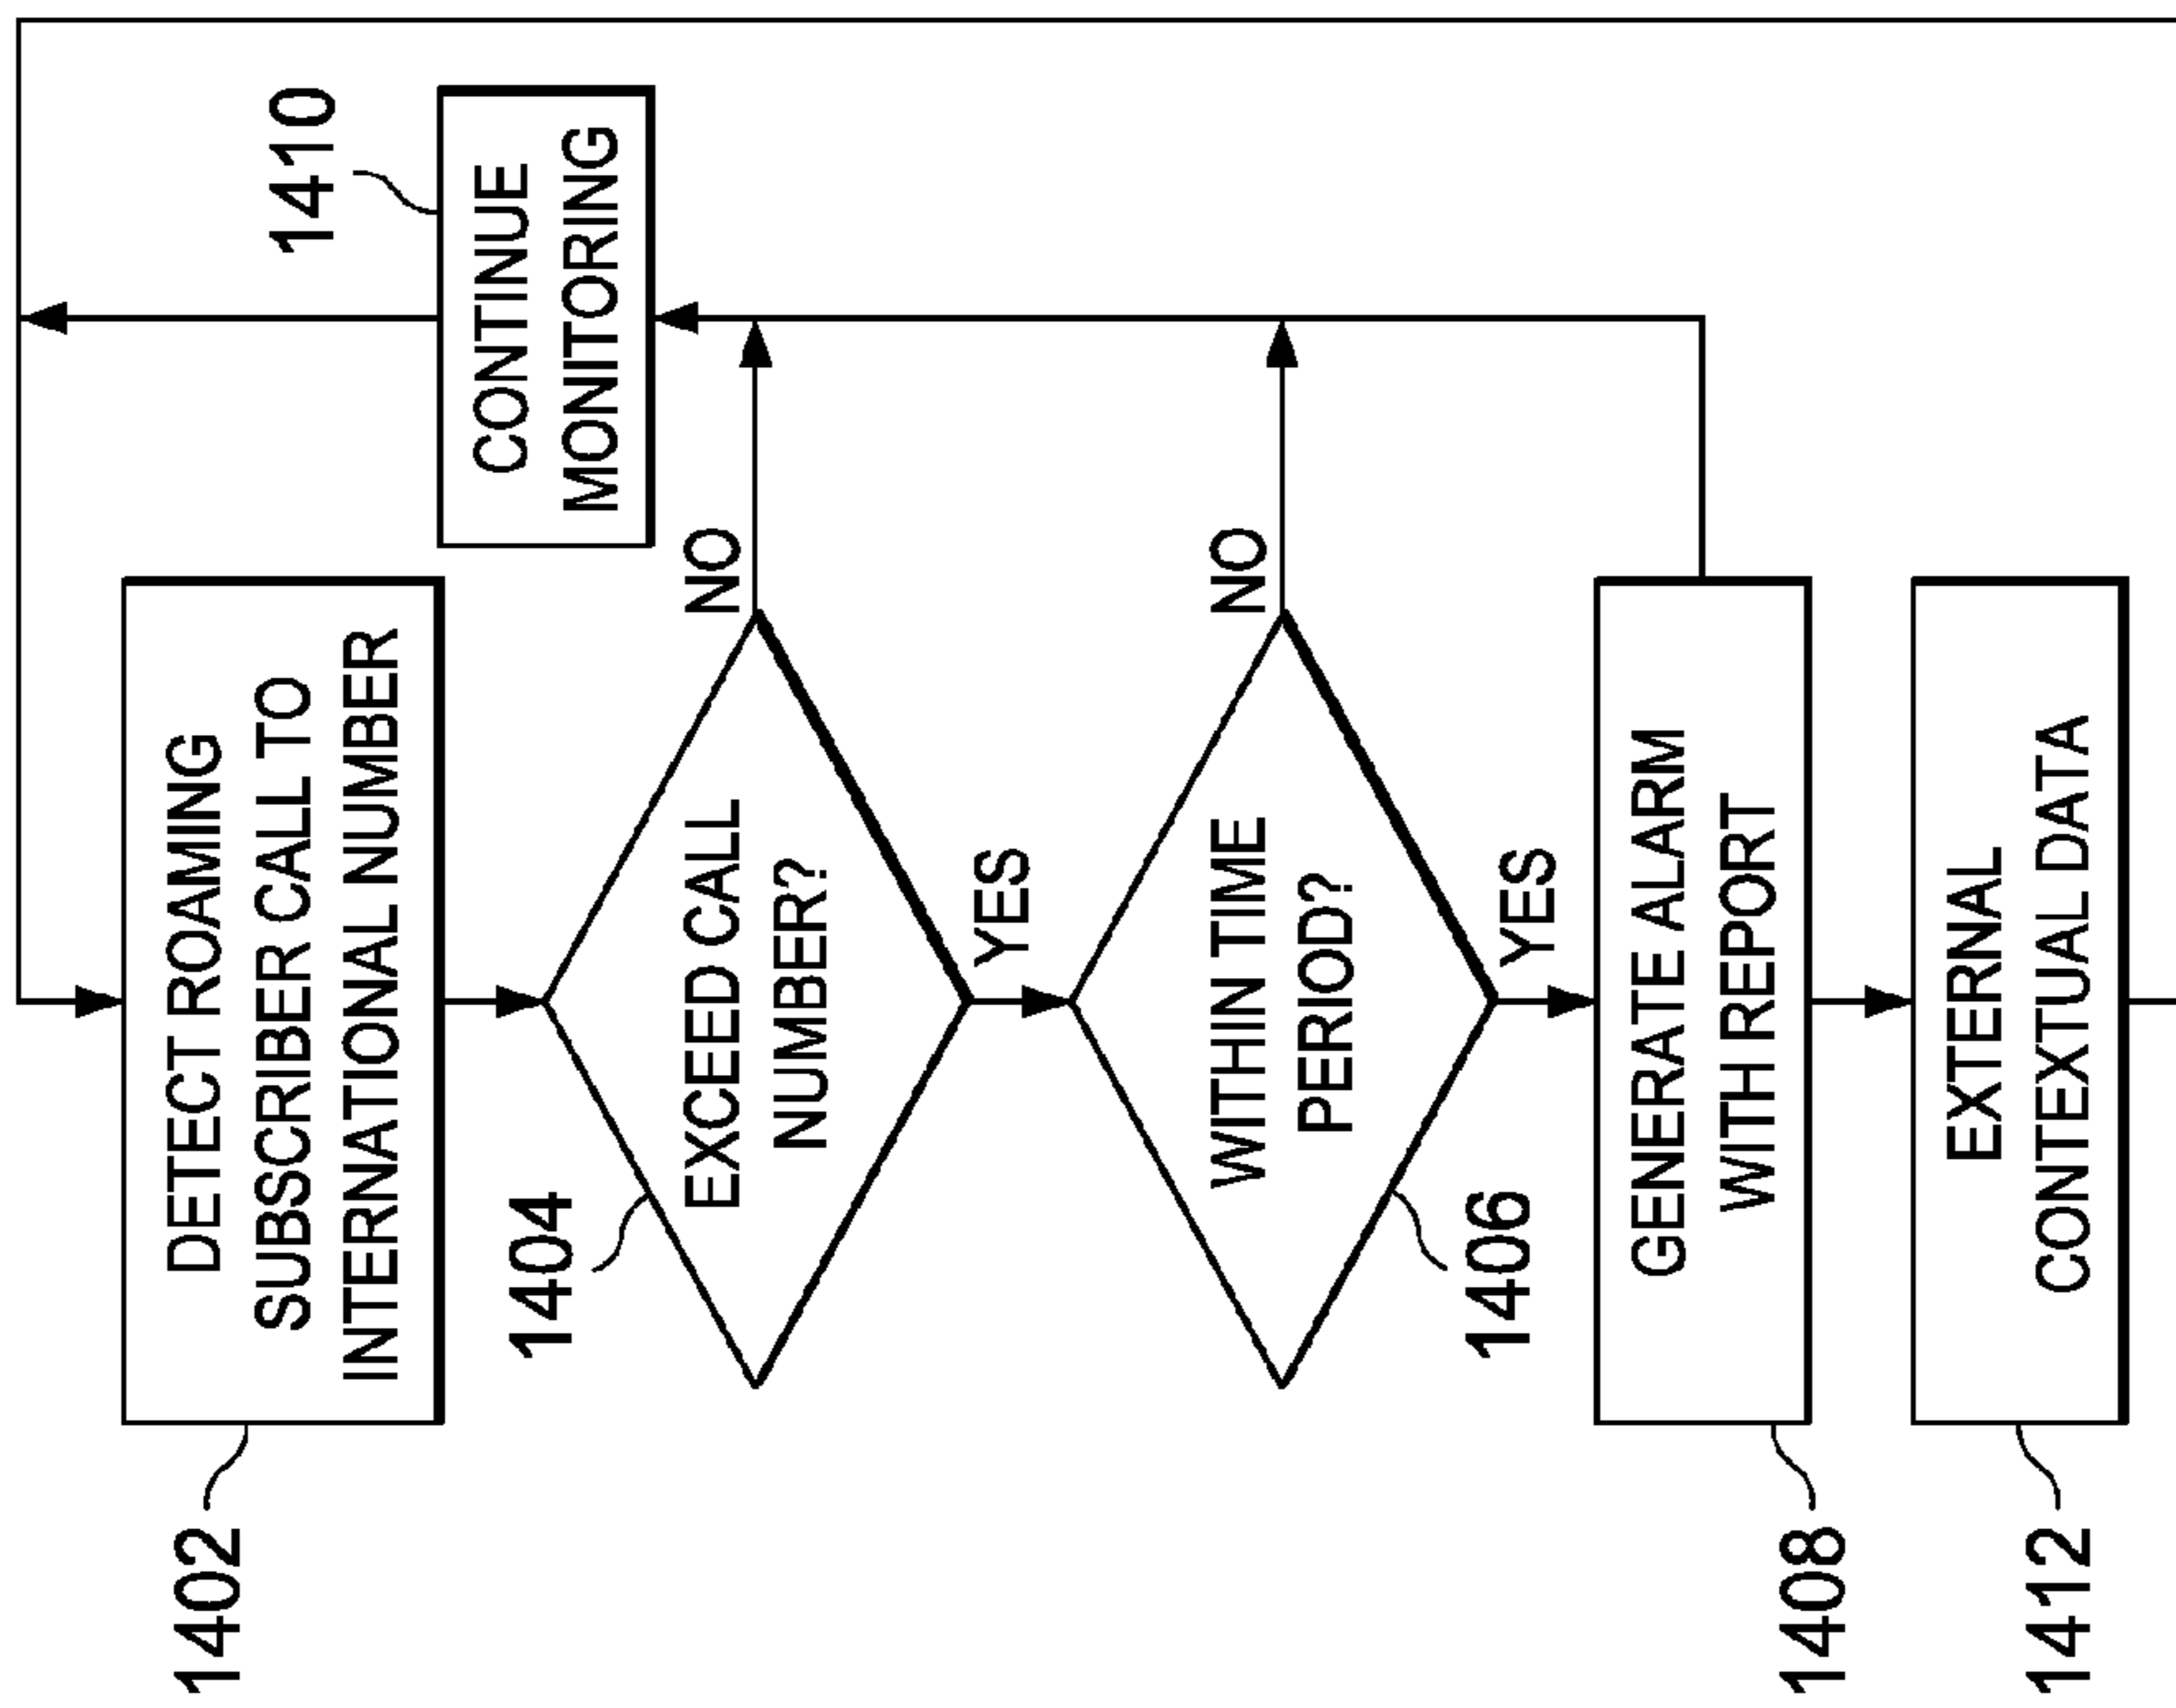 1402
DETECT ROAMING
SUBSCRIBER CALL TO
INTERNATIONAL NUMBER
1410
CONTINUE
MONITORING
1404
EXCEED CALL
NUMBER?
NO
YES
WITHIN TIME
PERIOD?
NO
1406
YES
1408
GENERATE ALARM
WITH REPORT
1412
EXTERNAL
CONTEXTUAL DATA